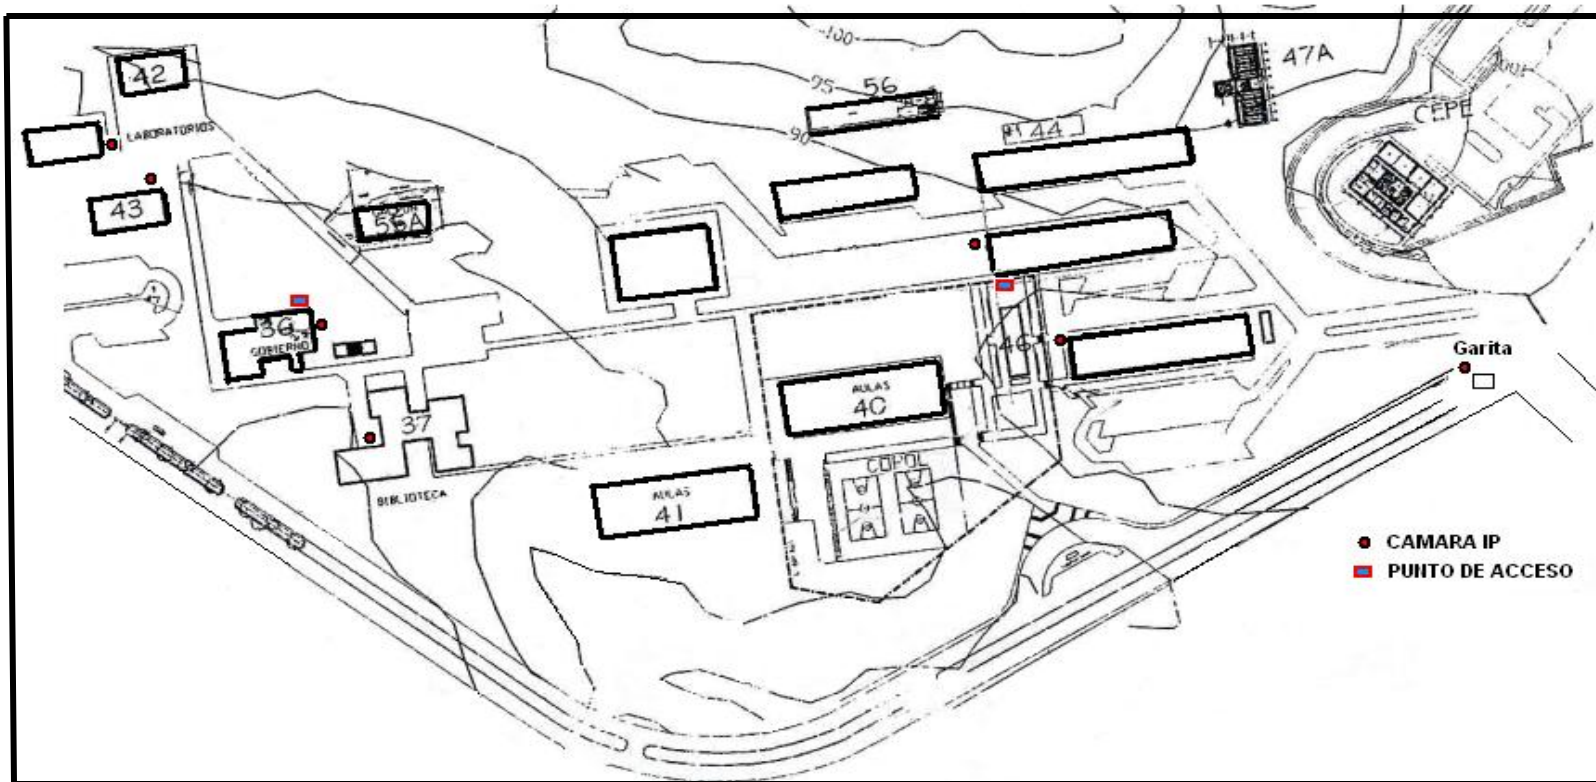 100
47A
42
95
56
90
44
CEPE
LABORATORIOS
43
56A
36
GOBIERNO
46
Garita
AULAS
40
37
COPOL
BIBLIOTECA
AULAS
41
CAMARA IP
PUNTO DE ACCESO